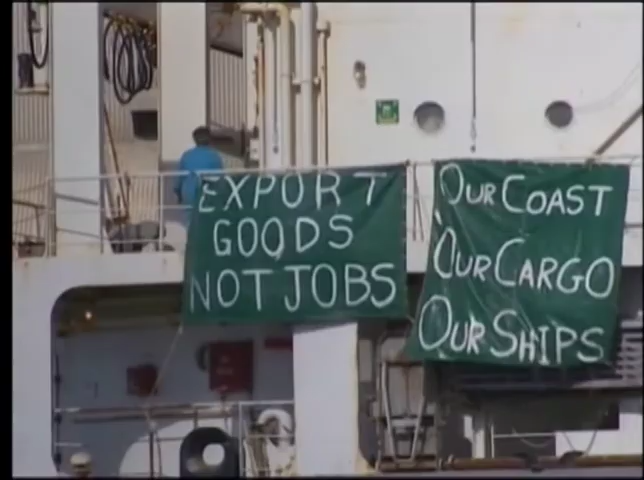 EXPORT
GOODS
NOT JOBS
OUR COAST
OUR CARGO
OUR SHIPS